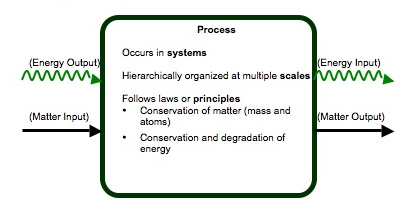 Process
Occurs in systems
(Energy Output)
(Energy Input)
Hierarchically organized at multiple scales
Follows laws or principles
(Matter Input)
(Matter Output)
• Conservation of matter (mass and
atoms)
• Conservation and degradation of
energy